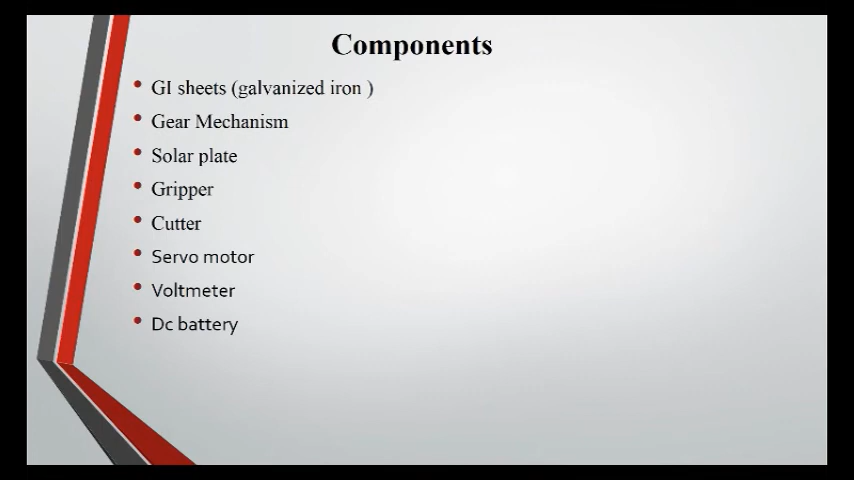 Components
• GI sheets (galvanized iron )
• Gear Mechanism
• Solar plate
• Gripper
• Cutter
• Servo motor
• Voltmeter
• Dc battery